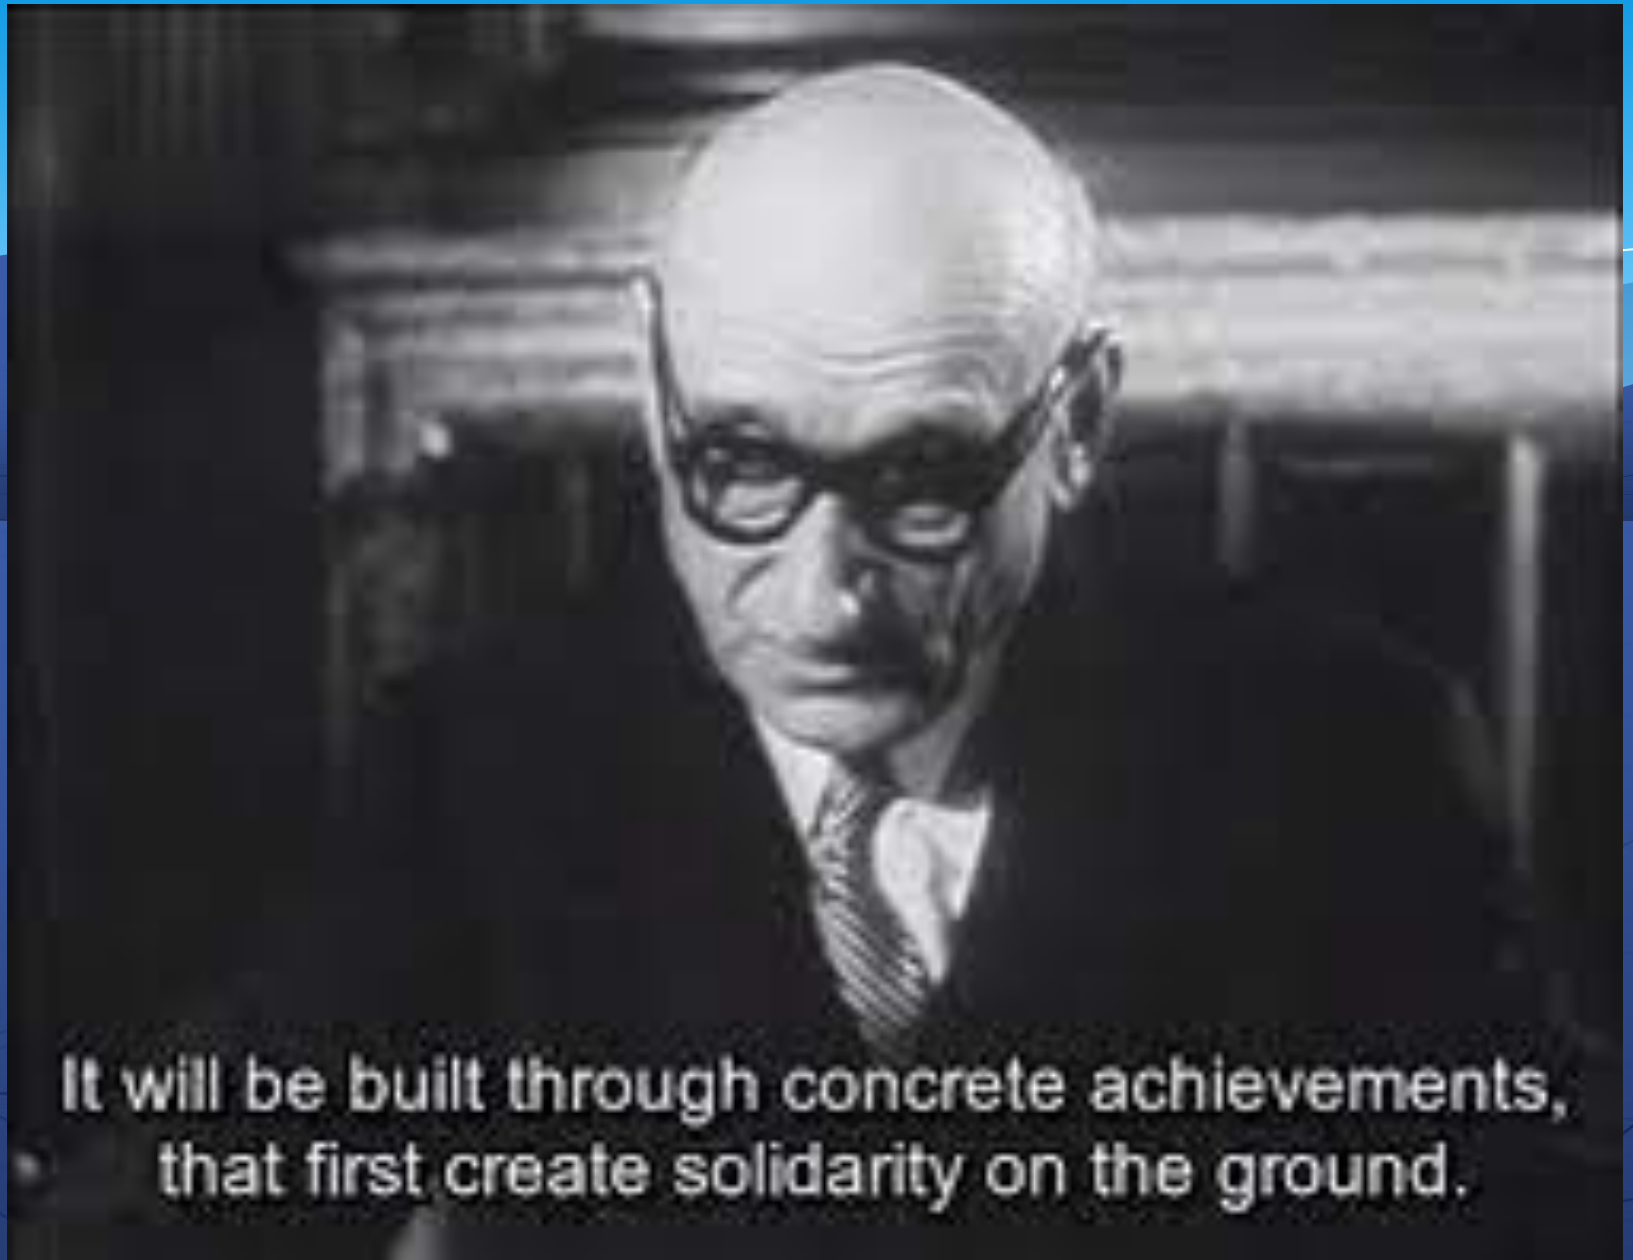 It will be built through concrete achievements,
that first create solidarity on the ground.